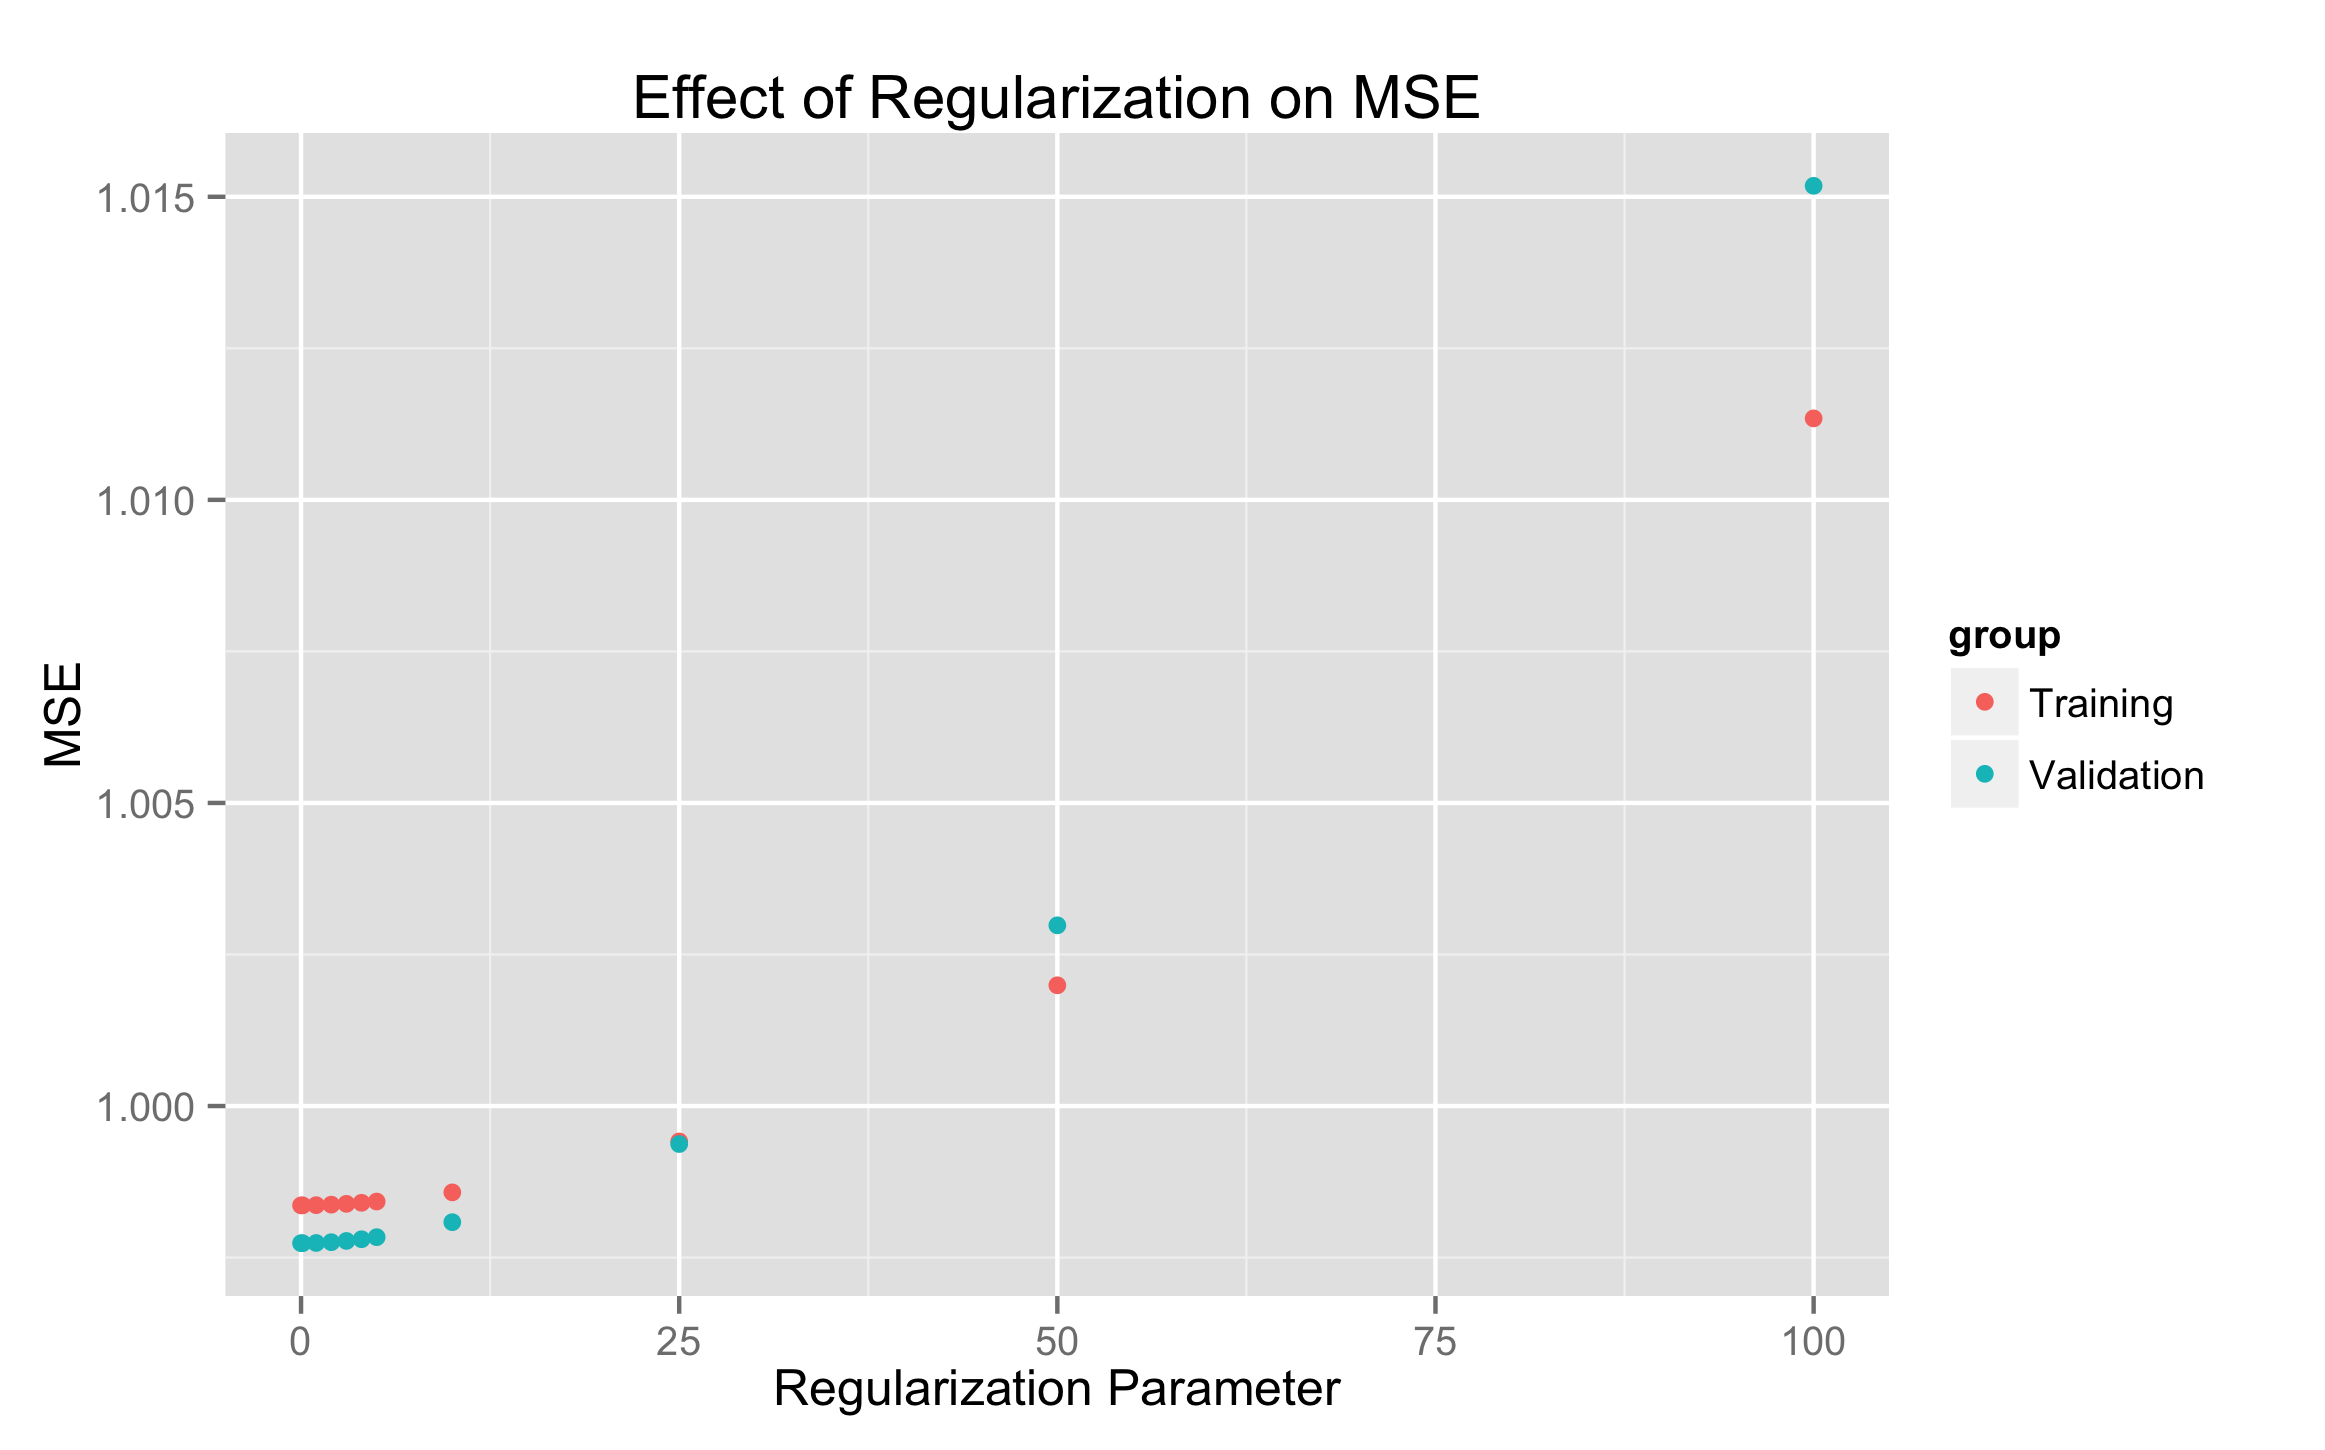 Effect of Regularization on MSE
1.015
1.010
1.005
1.000
MSE
0 25 50 75 100
Regularization Parameter
group
Training
Validation